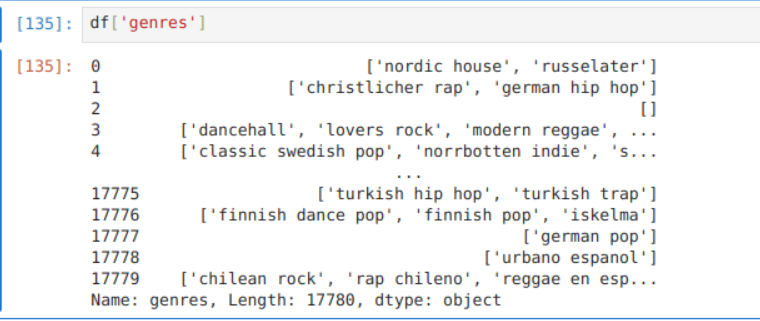 [135]: df['genres']
[135]: 0 ['nordic house', 'russelater']
1 ['christlicher rap', 'german hip hop']
2 []
3 ['dancehall', 'lovers rock', 'modern reggae', ...
4 ['classic swedish pop', 'norrbotten indie', 's...
...
17775 ['turkish hip hop', 'turkish trap']
17776 ['finnish dance pop', 'finnish pop', 'iskelma']
17777 ['german pop']
17778 ['urbano espanol']
17779 ['chilean rock', 'rap chileno', 'reggae en esp...
Name: genres, Length: 17780, dtype: object